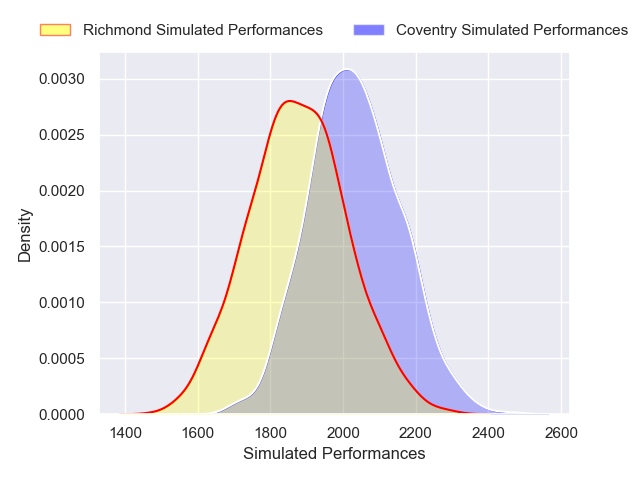 Richmond Simulated Performances Coventry Simulated Performances
0.0030
0.0025
0.0020
0.0015
0.0010
0.0005
0.0000
Density
1400 1600 1800 2000 2200 2400 2600
Simulated Performances